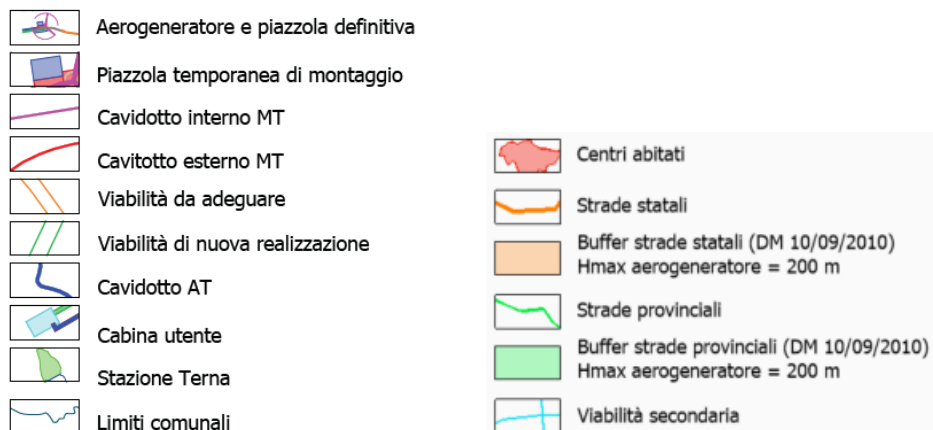 Aerogeneratore e piazzola definitiva
Piazzola temporanea di montaggio
Cavidotto interno MT
Cavitotto esterno MT
Viabilità da adeguare
Viabilità di nuova realizzazione
Cavidotto AT
Cabina utente
Stazione Terna
Limiti comunali
Centri abitati
Strade statali
Buffer strade statali (DM 10/09/2010)
Hmax aerogeneratore = 200 m
Strade provinciali
Buffer strade provinciali (DM 10/09/2010)
Hmax aerogeneratore = 200 m
Viabilità secondaria